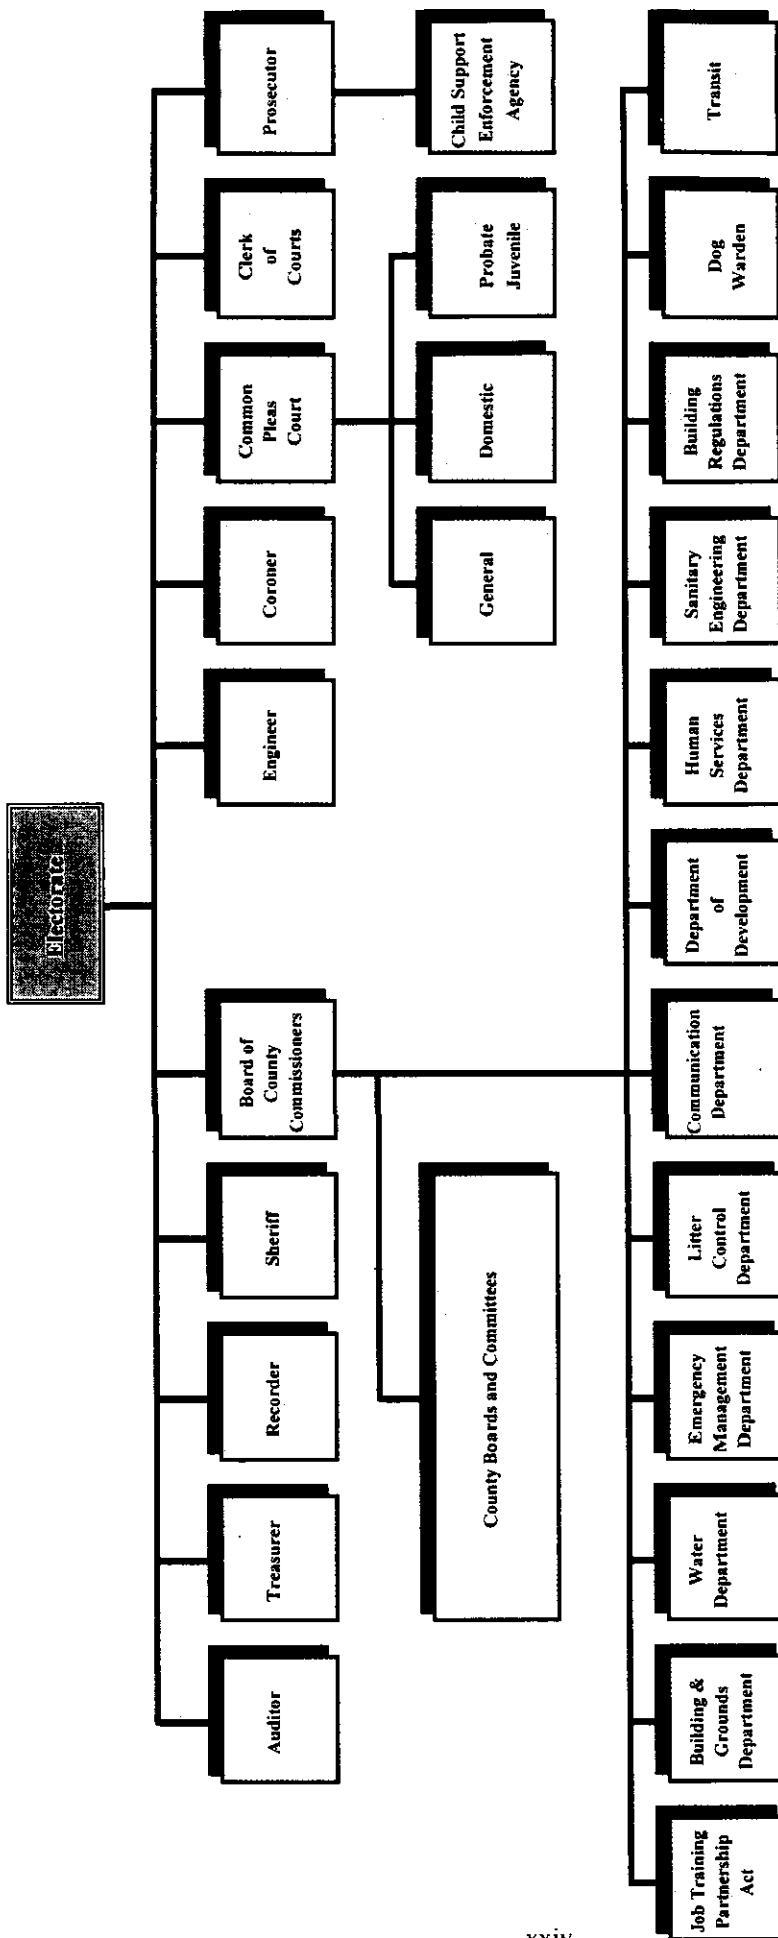 Electorate
Auditor
Treasurer
Recorder
Sheriff
Board of
County
Commissioners
Engineer
Coroner
Common
Pleas
Court
Clerk
of
Courts
Prosecutor
County Boards and Committees
General
Domestic
Probate
Juvenile
Child Support
Enforcement
Agency
Job Training
Partnership
Act
Building &
Grounds
Department
Water
Department
Emergency
Management
Department
Litter
Control
Department
Communication
Department
Department
of
Development
Human
Services
Department
Sanitary
Engineering
Department
Building
Regulations
Department
Dog
Warden
Transit
xxiv